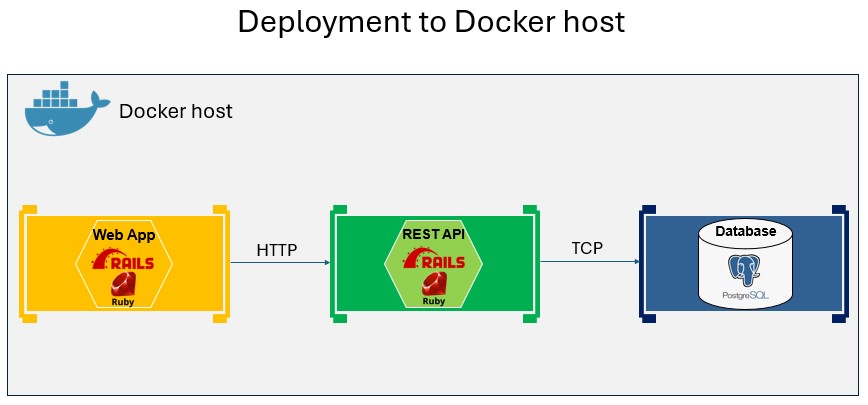 Deployment to Docker host
Docker host
Web App
RAILS
Ruby
HTTP
REST API
RAILS
Ruby
TCP
Database
PostgreSQL